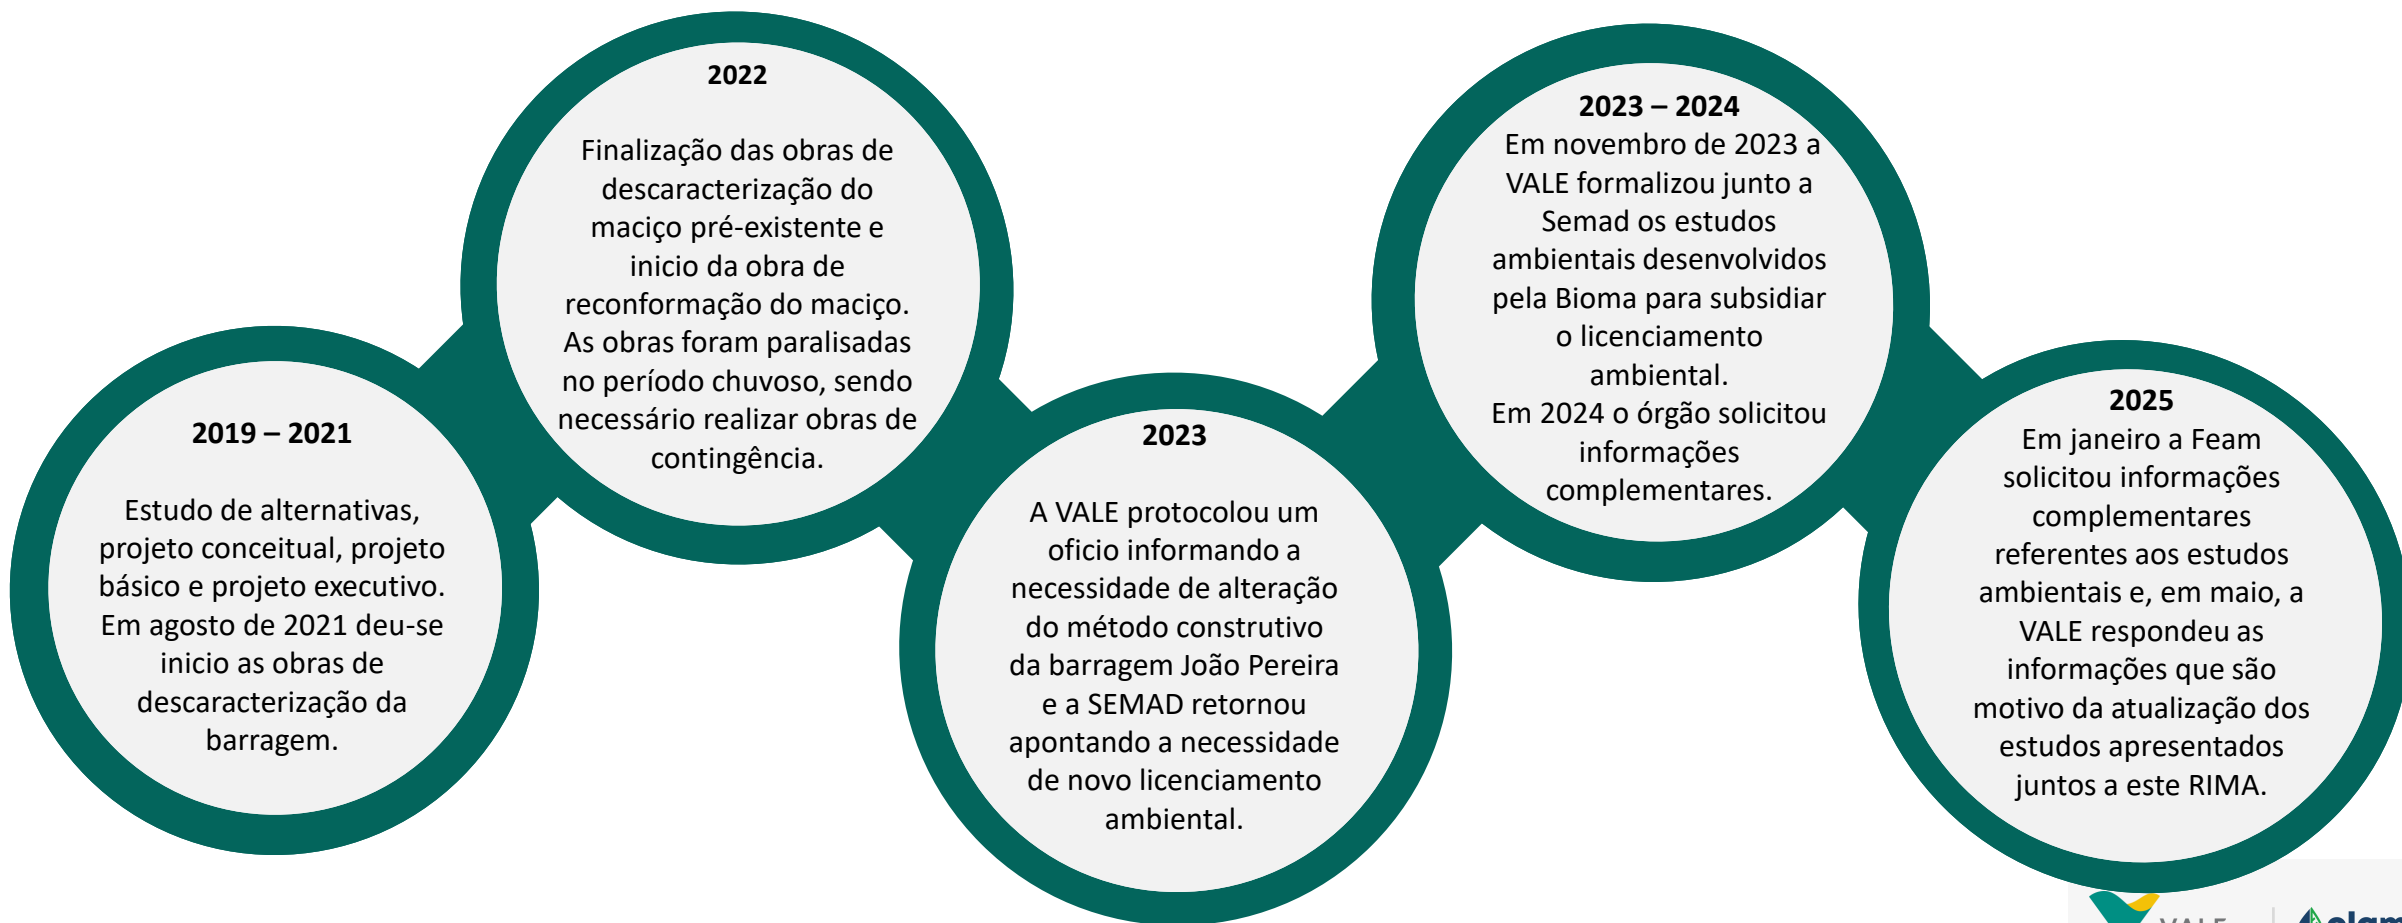 2019 – 2021
Estudo de alternativas,
projeto conceitual, projeto
básico e projeto executivo.
Em agosto de 2021 deu-se
inicio as obras de
descaracterização da
barragem.
2022
Finalização das obras de
descaracterização do
maciço pré-existente e
inicio da obra de
reconformação do maciço.
As obras foram paralisadas
no período chuvoso, sendo
necessário realizar obras de
contingência.
2023
A VALE protocolou um
oficio informando a
necessidade de alteração
do método construtivo
da barragem João Pereira
e a SEMAD retornou
apontando a necessidade
de novo licenciamento
ambiental.
2023 – 2024
Em novembro de 2023 a
VALE formalizou junto a
Semad os estudos
ambientais desenvolvidos
pela Bioma para subsidiar
o licenciamento
ambiental.
Em 2024 o órgão solicitou
informações
complementares.
2025
Em janeiro a Feam
solicitou informações
complementares
referentes aos estudos
ambientais e, em maio, a
VALE respondeu as
informações que são
motivo da atualização dos
estudos apresentados
juntos a este RIMA.
VALE